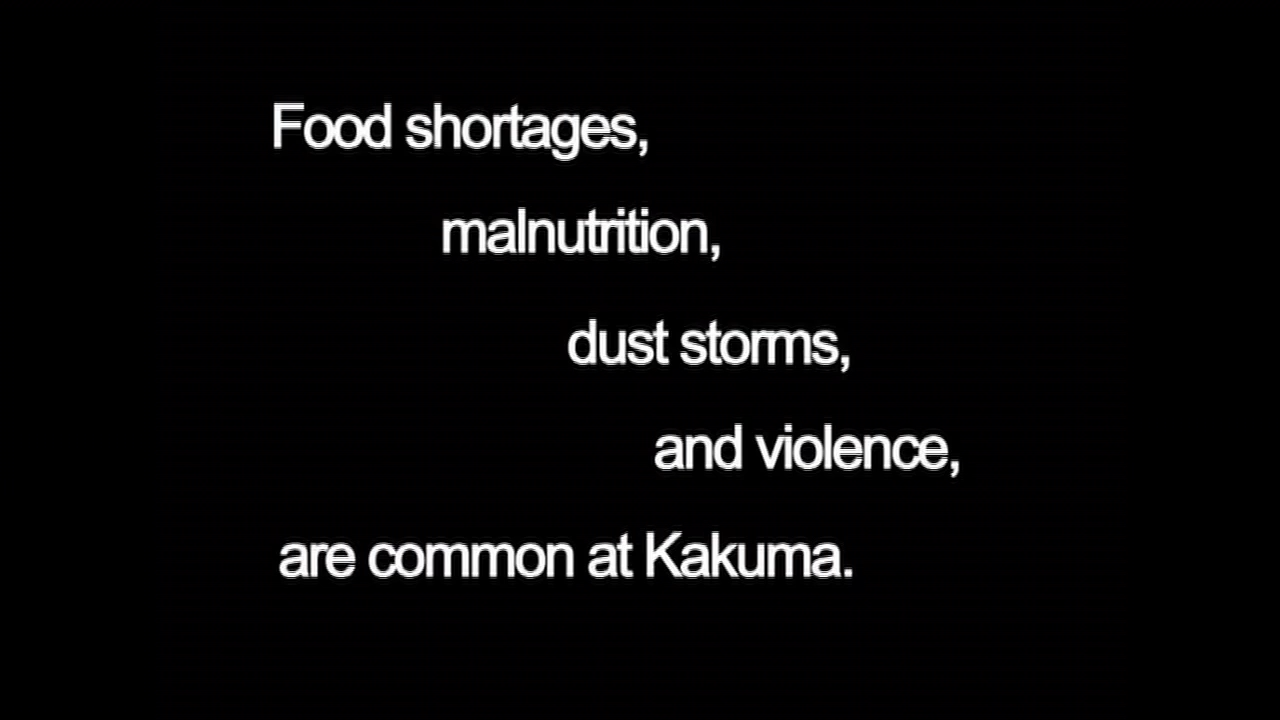 Food shortages,
malnutrition,
dust storms,
and violence,
are common at Kakuma.